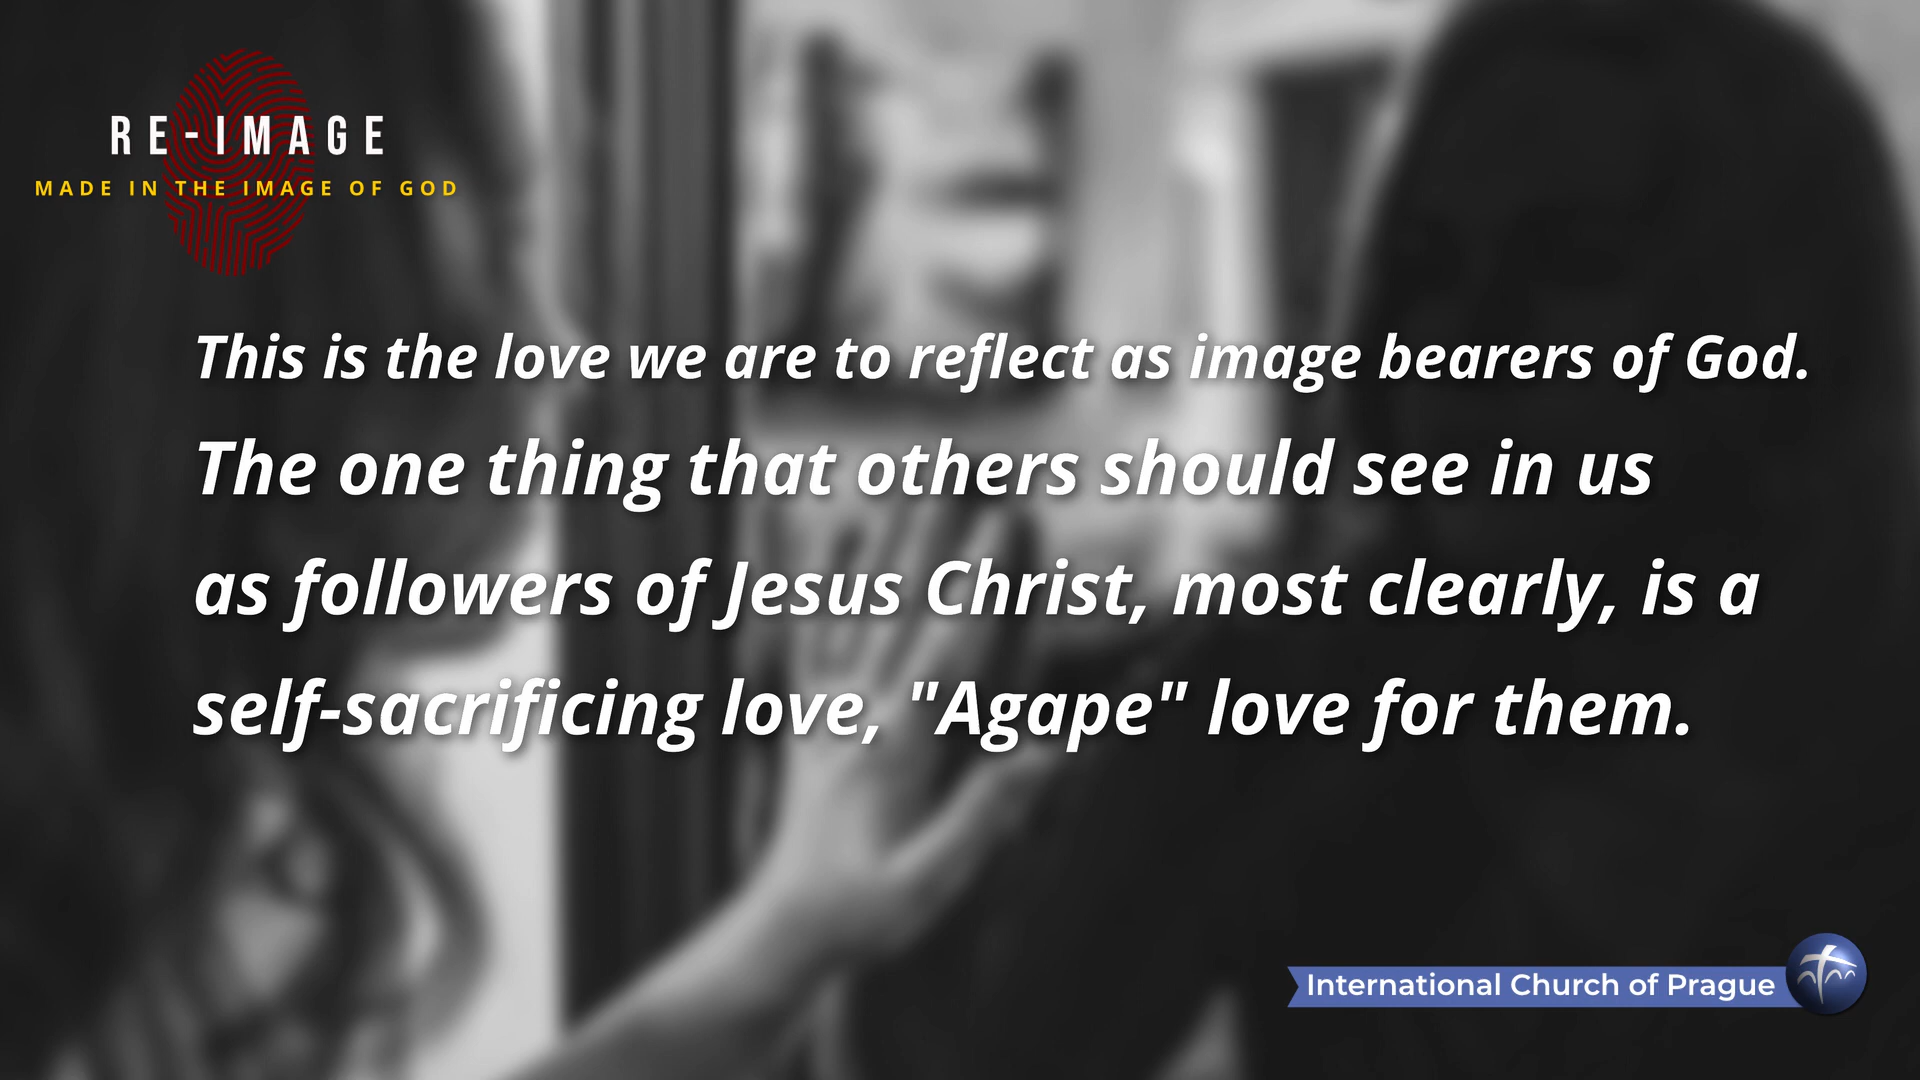 RE-IMAGE
MADE IN THE IMAGE OF GOD
This is the love we are to reflect as image bearers of God.
The one thing that others should see in us
as followers of Jesus Christ, most clearly, is a
self-sacrificing love, "Agape" love for them.
International Church of Prague